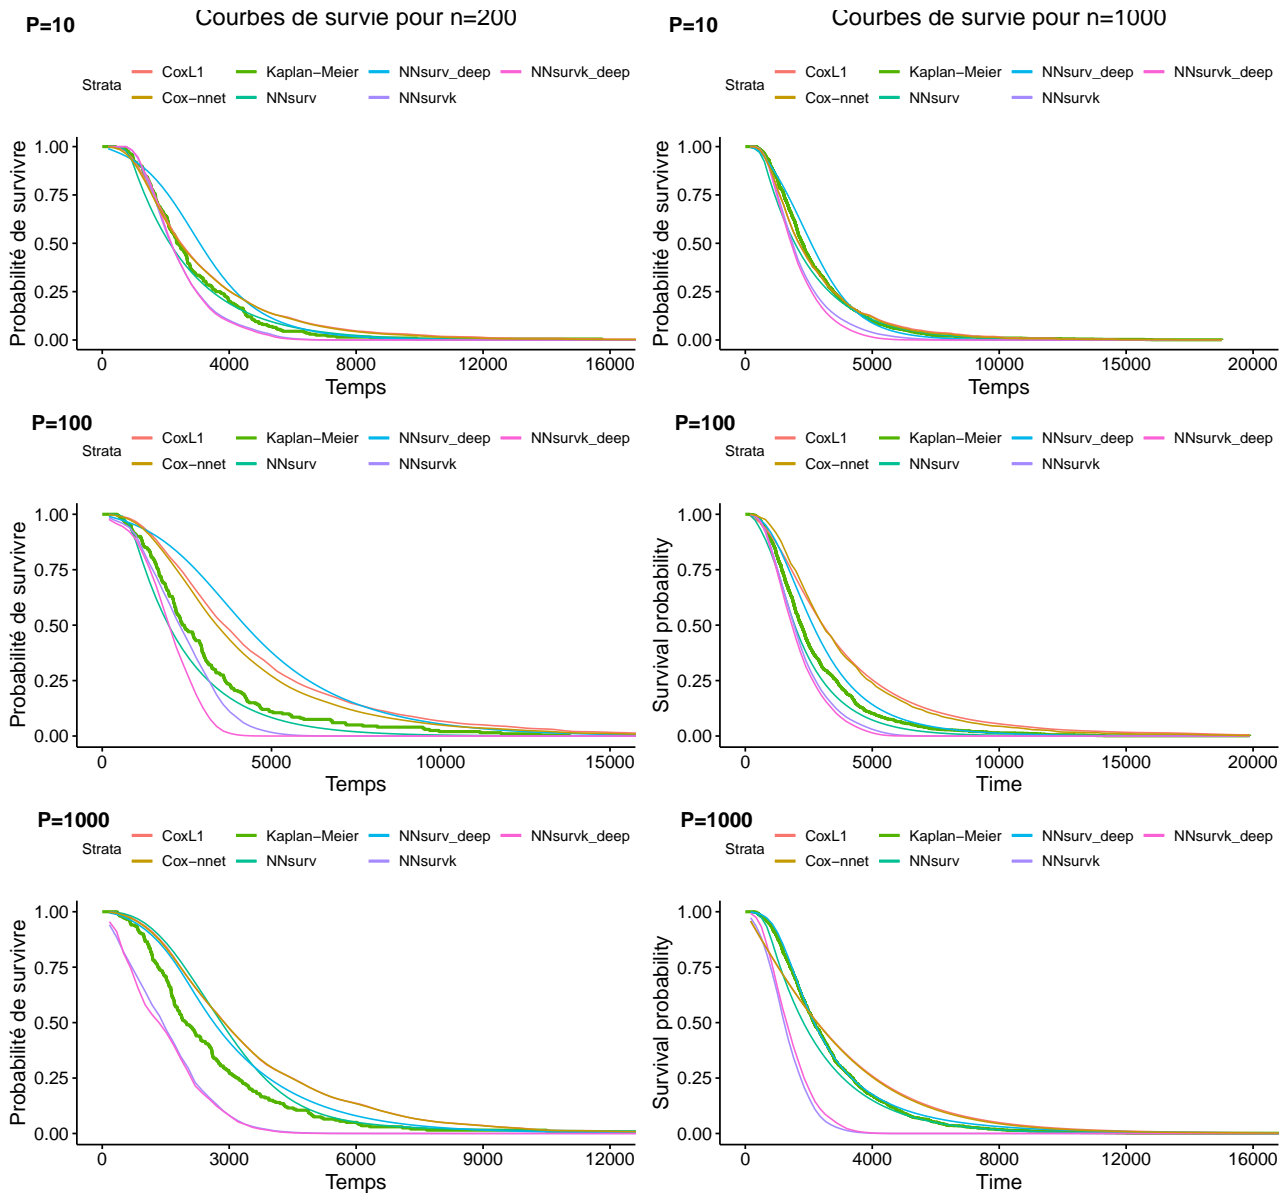 Courbes de survie pour n=200
P=10
Strata CoxL1 Kaplan−Meier NNsurv_deep NNsurvk_deep
Cox−nnet NNsurv NNsurvk
Probabilité de survivre
1.00
0.75
0.50
0.25
0.00
0 4000 8000 12000 16000
Temps
Courbes de survie pour n=1000
P=10
Strata CoxL1 Kaplan−Meier NNsurv_deep NNsurvk_deep
Cox−nnet NNsurv NNsurvk
Probabilité de survivre
1.00
0.75
0.50
0.25
0.00
0 5000 10000 15000 20000
Temps
P=100
Strata CoxL1 Kaplan−Meier NNsurv_deep NNsurvk_deep
Cox−nnet NNsurv NNsurvk
Probabilité de survivre
1.00
0.75
0.50
0.25
0.00
0 5000 10000 15000
Temps
P=100
Strata CoxL1 Kaplan−Meier NNsurv_deep NNsurvk_deep
Cox−nnet NNsurv NNsurvk
Survival probability
1.00
0.75
0.50
0.25
0.00
0 5000 10000 15000 20000
Time
P=1000
Strata CoxL1 Kaplan−Meier NNsurv_deep NNsurvk_deep
Cox−nnet NNsurv NNsurvk
Probabilité de survivre
1.00
0.75
0.50
0.25
0.00
0 3000 6000 9000 12000
Temps
P=1000
Strata CoxL1 Kaplan−Meier NNsurv_deep NNsurvk_deep
Cox−nnet NNsurv NNsurvk
Survival probability
1.00
0.75
0.50
0.25
0.00
0 4000 8000 12000 16000
Time